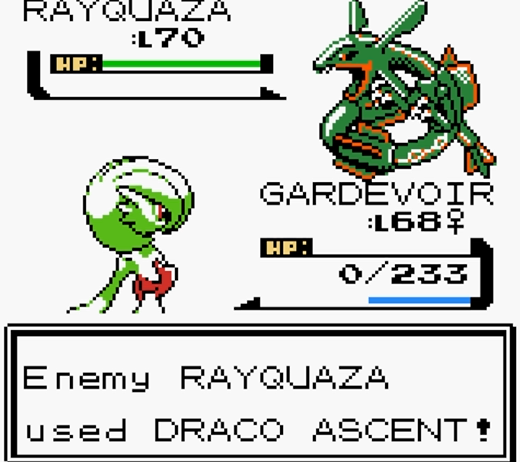 RAYQUAZA
:L70
HP:
GARDEVOIR
:L68♀
HP:
0/233
Enemy RAYQUAZA
used DRACO ASCENT!